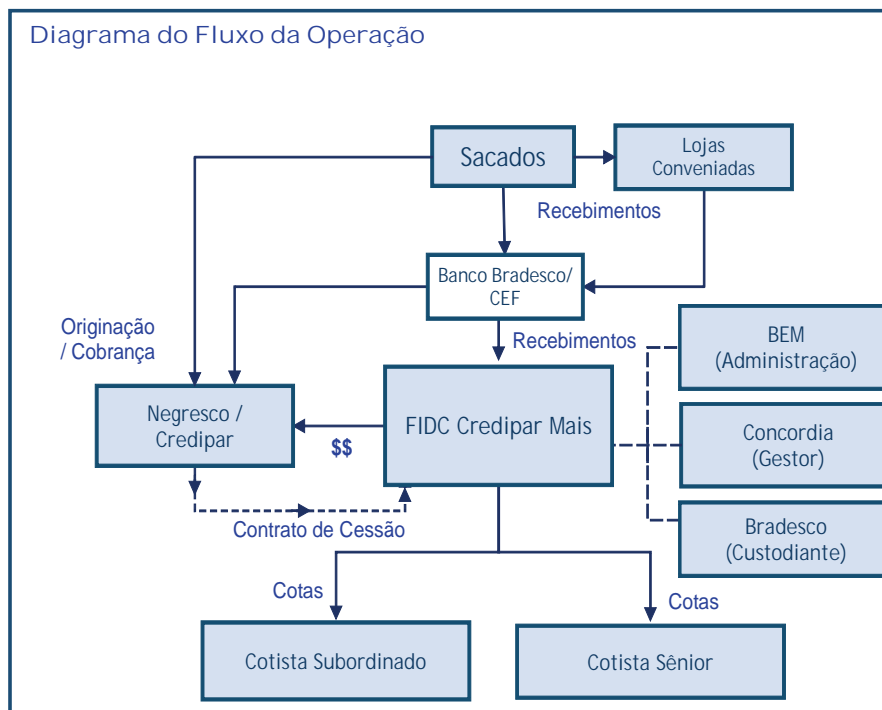 Diagrama do Fluxo da Operação
Sacados
Lojas
Conveniadas
Recebimentos
Banco Bradesco/
CEF
Originação
/ Cobrança
Recebimentos
BEM
(Administração)
Negresco /
Credipar
$$
FIDC Credipar Mais
Concordia
(Gestor)
Contrato de Cessão
Bradesco
(Custodiante)
Cotas
Cotas
Cotista Subordinado
Cotista Sênior